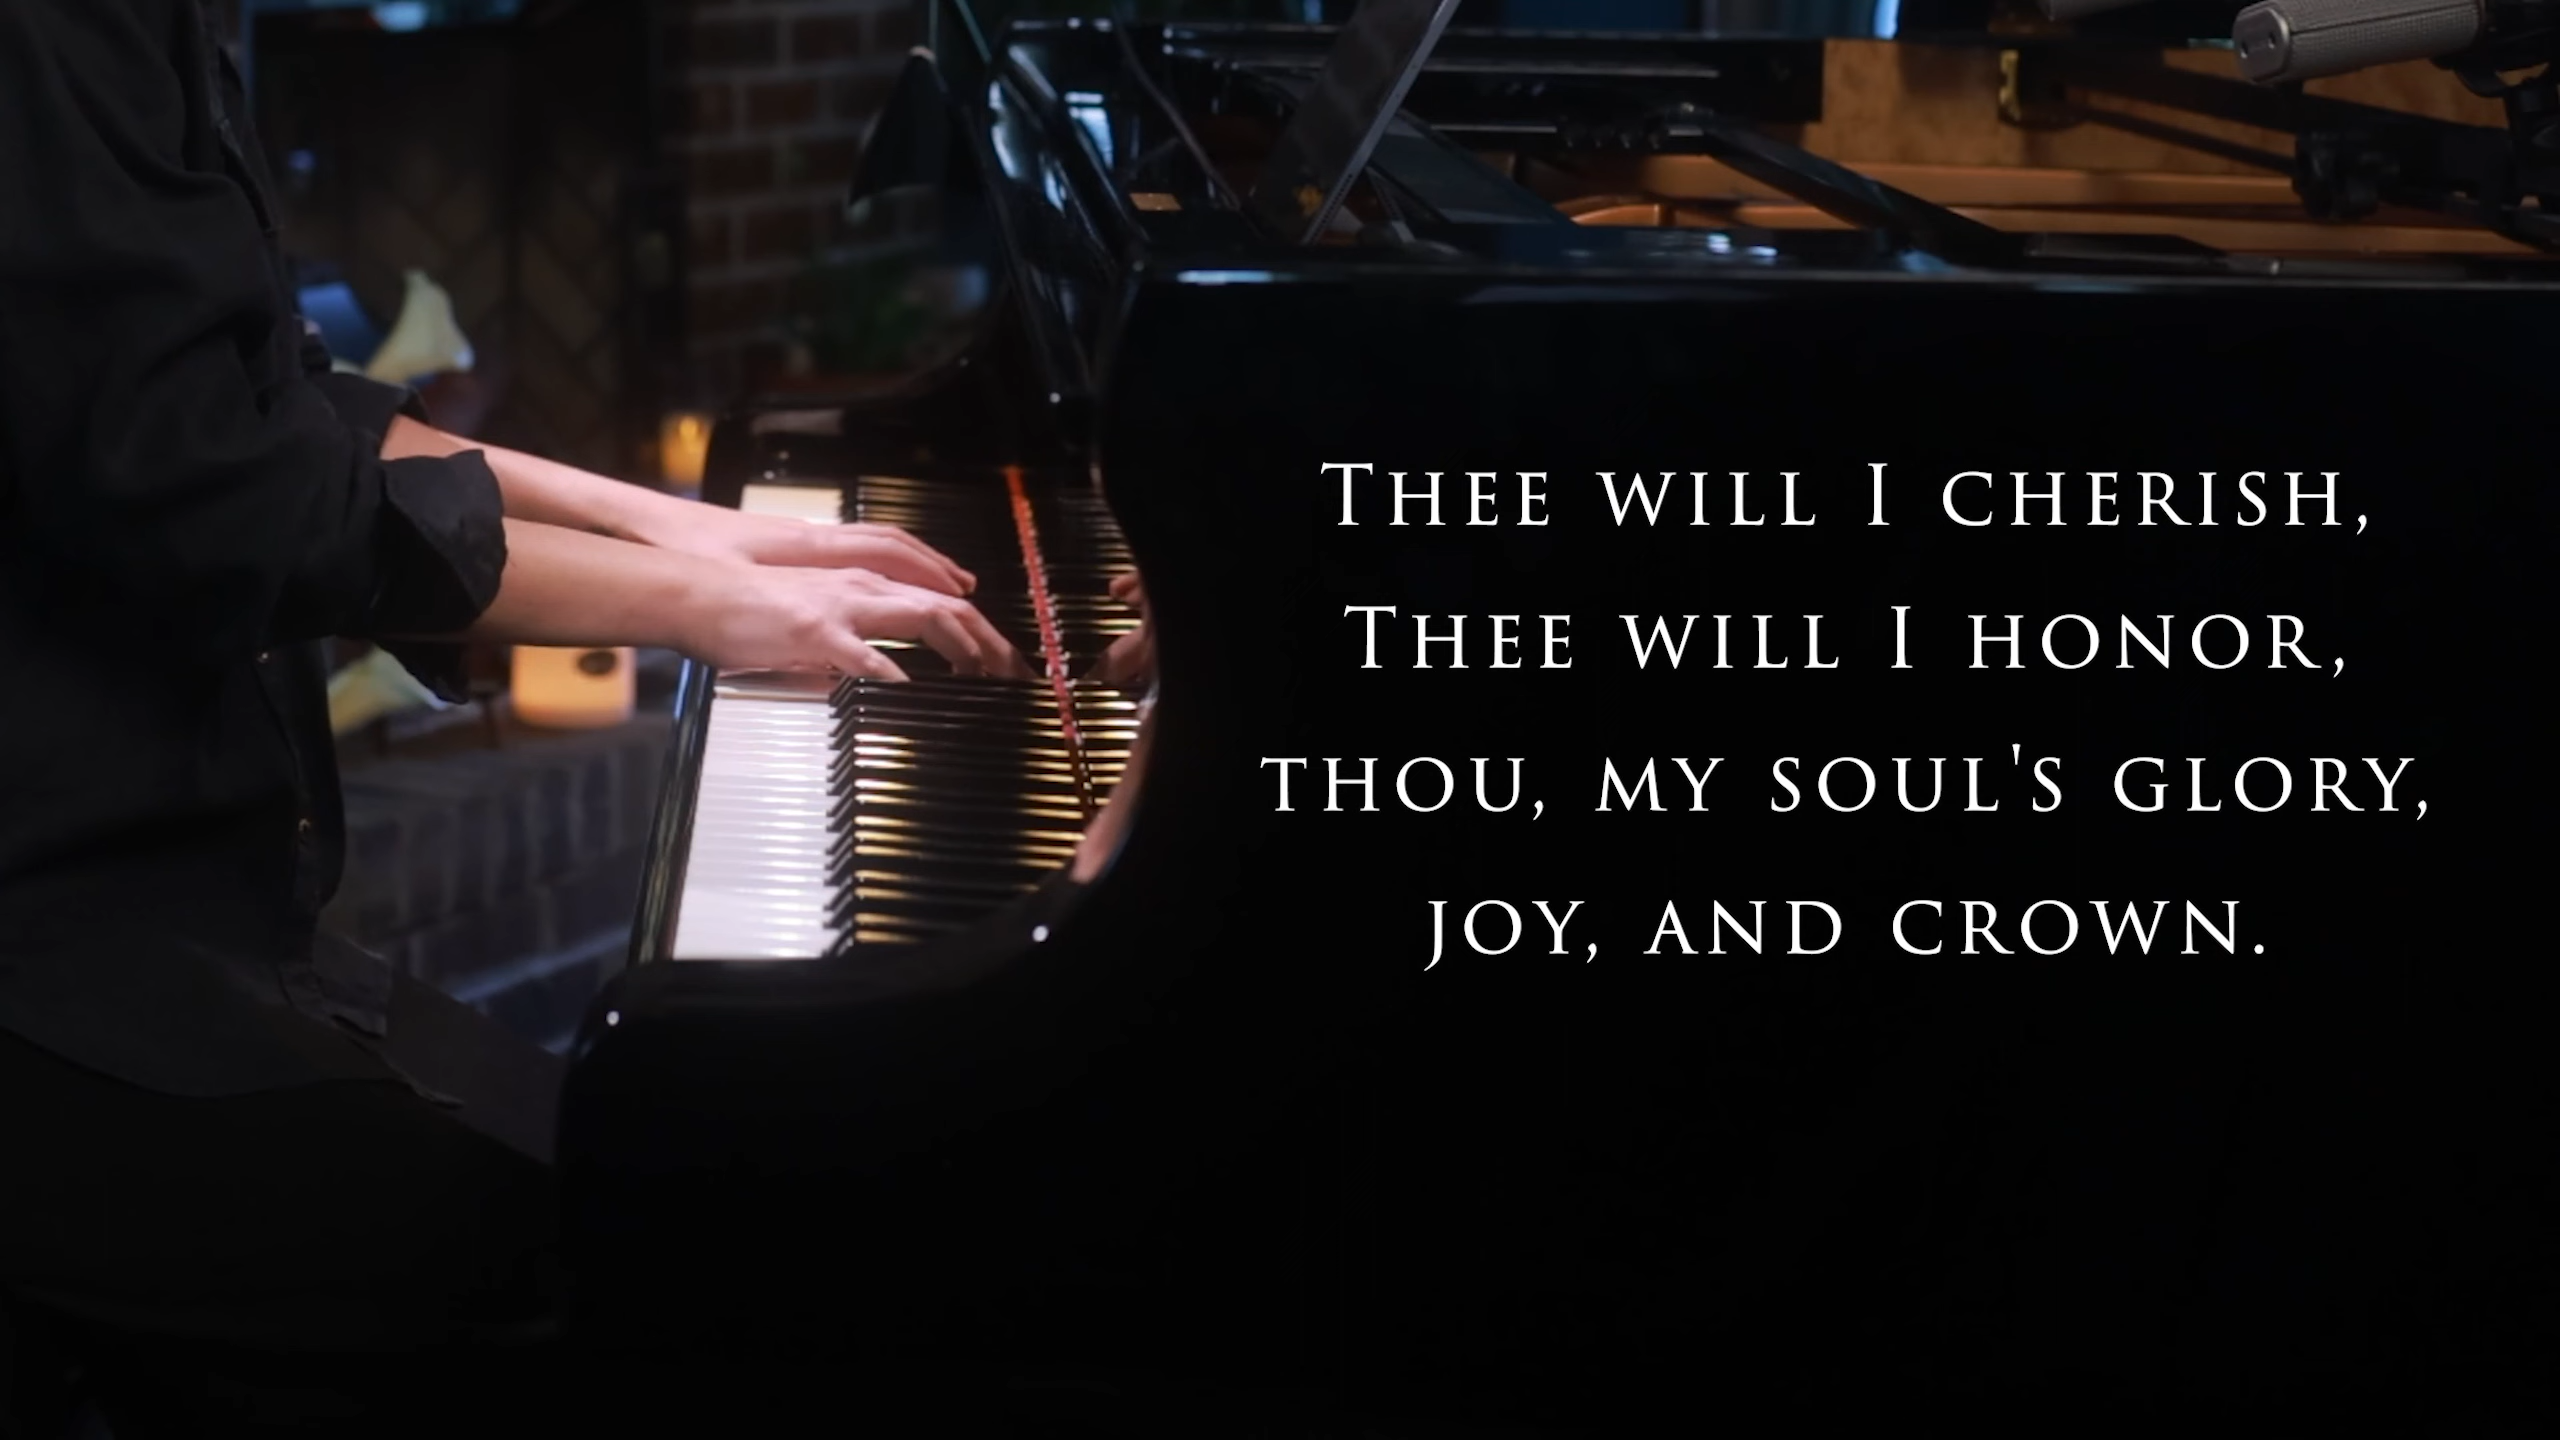 Thee will I cherish,
Thee will I honor,
thou, my soul's glory,
joy, and crown.